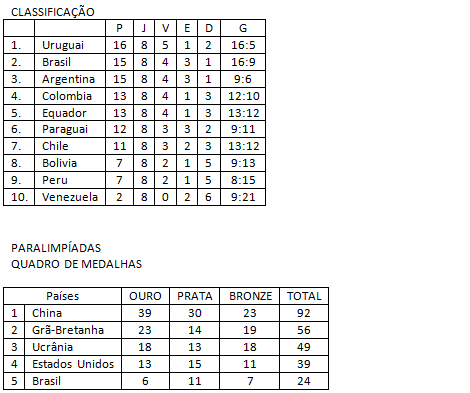 CLASSIFICAÇÃO
P J V E D G
1. Uruguai 16 8 5 1 2 16:5
2. Brasil 15 8 4 3 1 16:9
3. Argentina 15 8 4 3 1 9:6
4. Colombia 13 8 4 1 3 12:10
5. Equador 13 8 4 1 3 13:12
6. Paraguai 12 8 3 3 2 9:11
7. Chile 11 8 3 2 3 13:12
8. Bolivia 7 8 2 1 5 9:13
9. Peru 7 8 2 1 5 8:15
10. Venezuela 2 8 0 2 6 9:21
PARALIMPÍADAS
QUADRO DE MEDALHAS
Países OURO PRATA BRONZE TOTAL
1 China 39 30 23 92
2 Grã-Bretanha 23 14 19 56
3 Ucrânia 18 13 18 49
4 Estados Unidos 13 15 11 39
5 Brasil 6 11 7 24